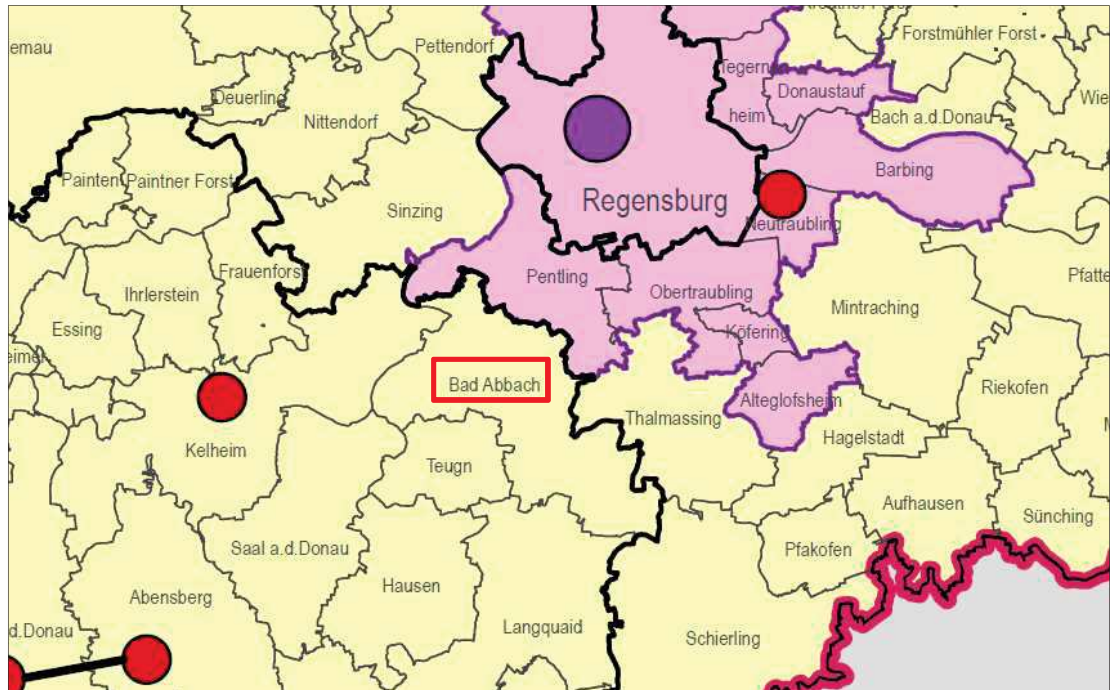 Forstmühler Forst
Pettendorf
emau
Tegern
heim
Donaustauf
Deuerling
Wie
Nittendorf
Bach a.d.Donau
Painten
Paintner Forst
Barbing
Regensburg
Sinzing
Neutraubling
Frauenforst
Pentling
Pfatte
Ihrlerstein
Obertraubling
Mintraching
Essing
Köfering
eimer
Bad Abbach
Riekofen
Alteglofsheim
Thalmassing
Hagelstadt
Kelheim
Teugn
Aufhausen
Sünching
Saal a.d.Donau
Pfakofen
Hausen
Abensberg
Langquaid
d.Donau
Schierling